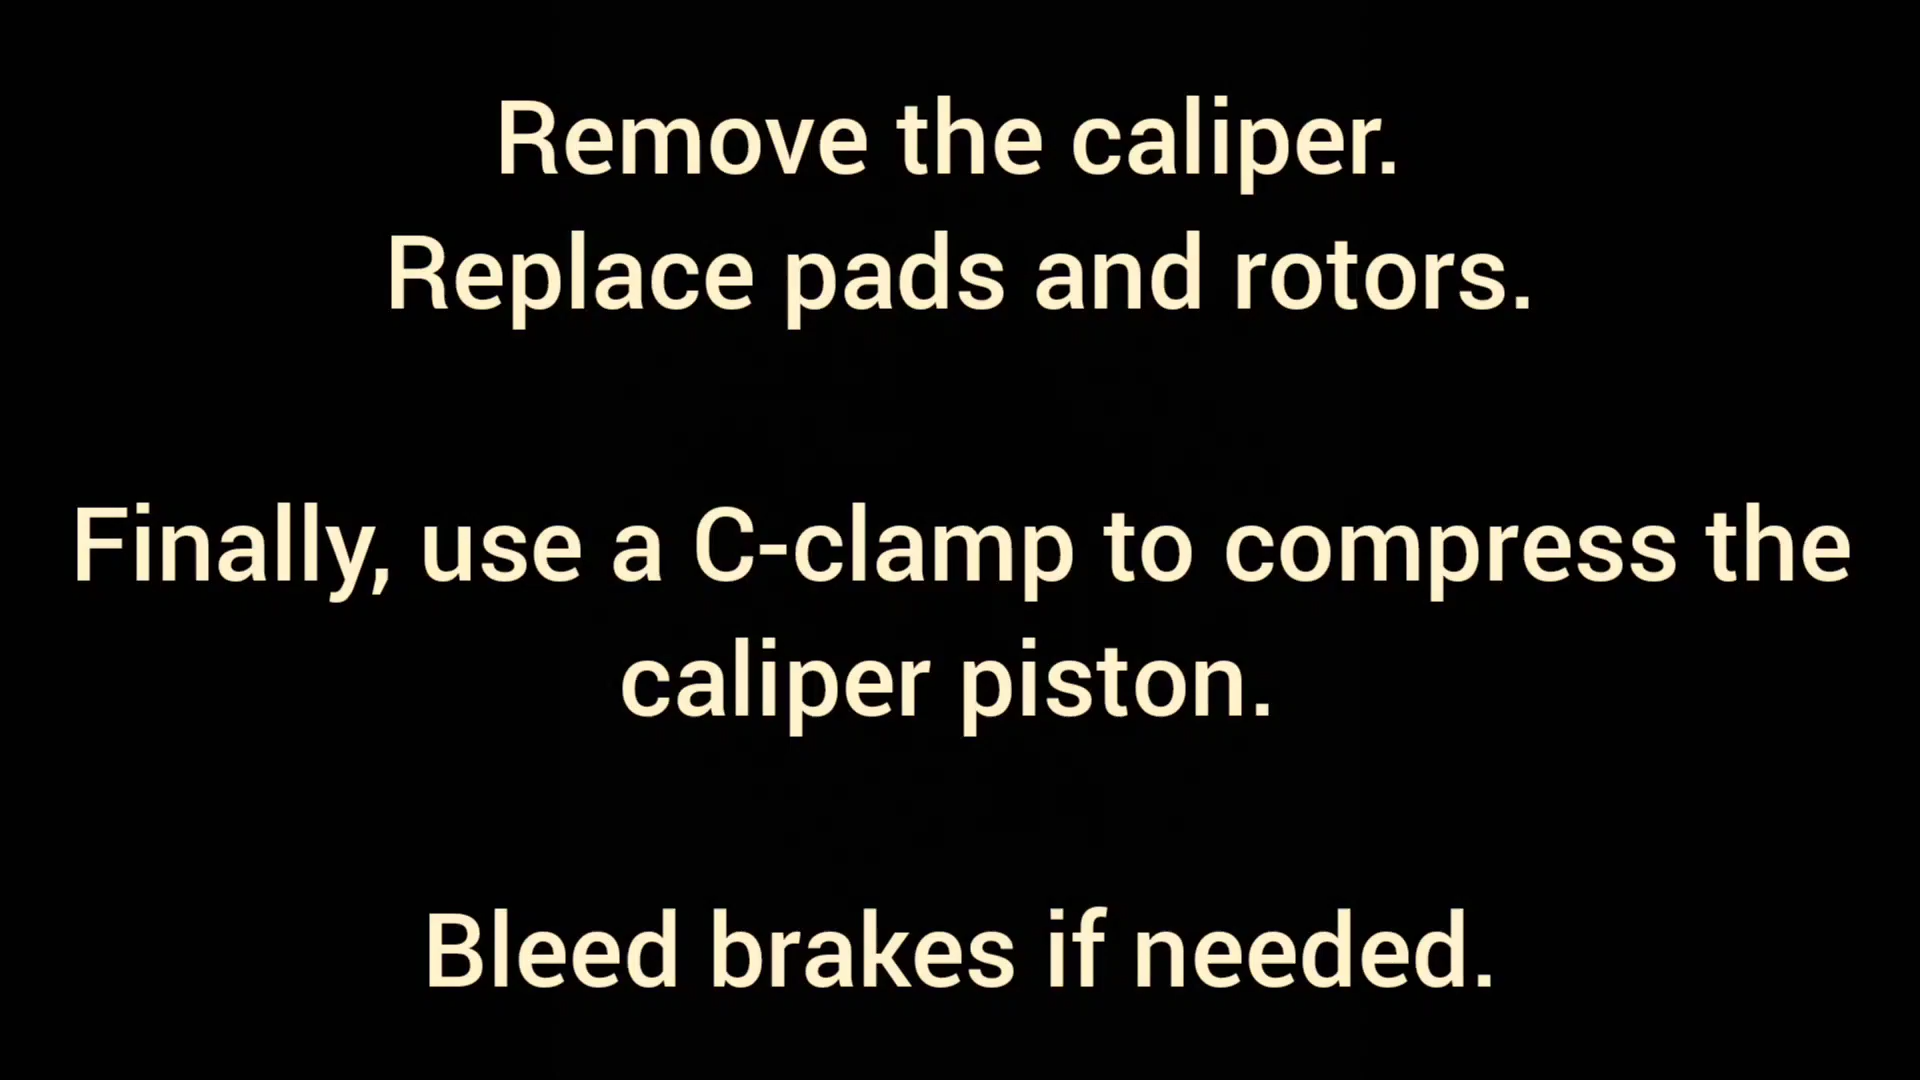 Remove the caliper.
Replace pads and rotors.
Finally, use a C-clamp to compress the
caliper piston.
Bleed brakes if needed.